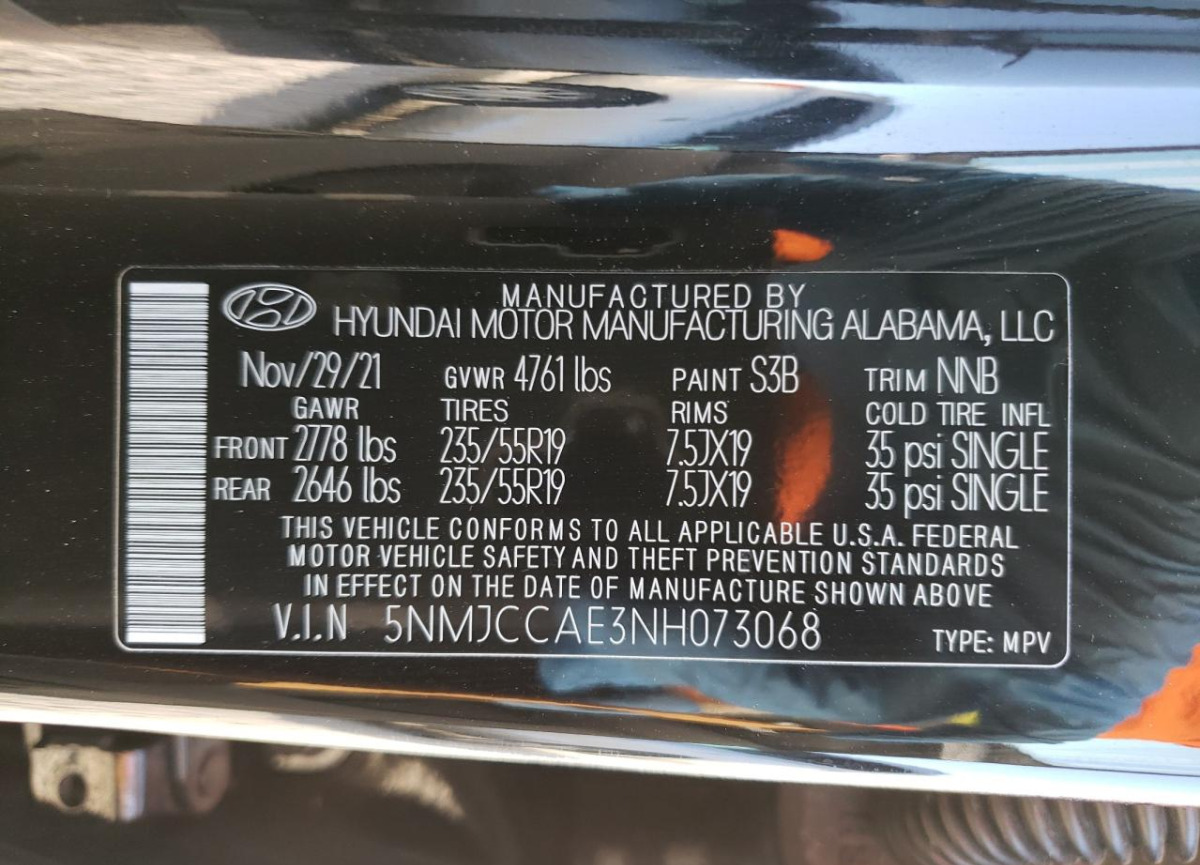 MANUFACTURED BY
HYUNDAI MOTOR MANUFACTURING ALABAMA, LLC
Nov/29/21 GVWR 4761 lbs PAINT S3B TRIM NNB
GAWR TIRES RIMS COLD TIRE INFL
FRONT 2778 lbs 235/55R19 7.5JX19 35 psi SINGLE
REAR 2646 lbs 235/55R19 7.5JX19 35 psi SINGLE
THIS VEHICLE CONFORMS TO ALL APPLICABLE U.S.A. FEDERAL
MOTOR VEHICLE SAFETY AND THEFT PREVENTION STANDARDS
IN EFFECT ON THE DATE OF MANUFACTURE SHOWN ABOVE
V.I.N 5NMJCCAE3NH073068 TYPE: MPV